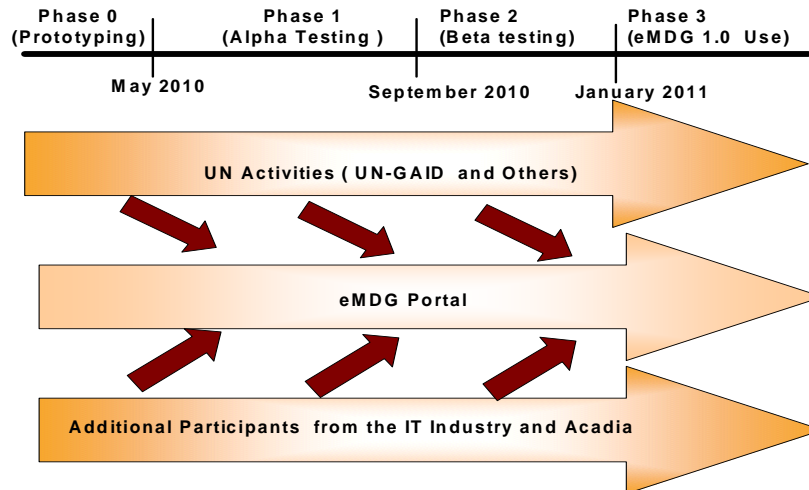 Phase 0 Phase 1 Phase 2 Phase 3
(Prototyping) (Alpha Testing ) (Beta testing) (eMDG 1.0 Use)
May 2010 September 2010 January 2011
UN Activities ( UN-GAID and Others)
eMDG Portal
Additional Participants from the IT Industry and Acadia